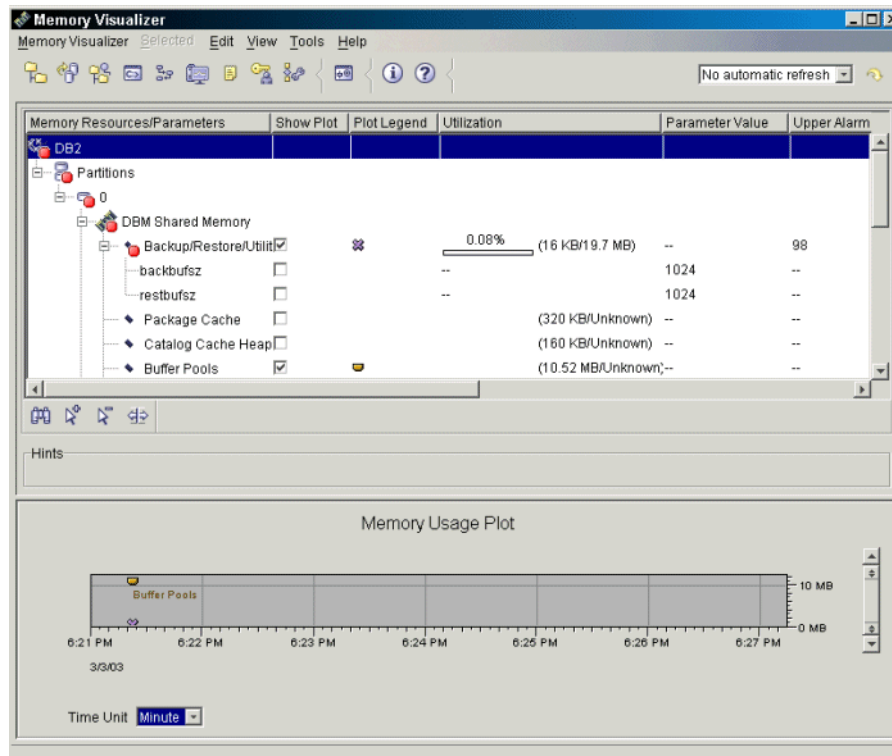 Memory Visualizer
Memory Visualizer Selected Edit View Tools Help
No automatic refresh
Memory Resources/Parameters Show Plot Plot Legend Utilization Parameter Value Upper Alarm
DB2
Partitions
0
DBM Shared Memory
Backup/Restore/Utilit 0.08% (16 KB/19.7 MB) -- 98
backbufsz -- 1024 --
restbufsz -- 1024 --
Package Cache (320 KB/Unknown) -- --
Catalog Cache Heap (160 KB/Unknown) -- --
Buffer Pools (10.52 MB/Unknown) -- --
Hints
Memory Usage Plot
10 MB
Buffer Pools
0 MB
6:21 PM 6:22 PM 6:23 PM 6:24 PM 6:25 PM 6:26 PM 6:27 PM
3/3/03
Time Unit Minute